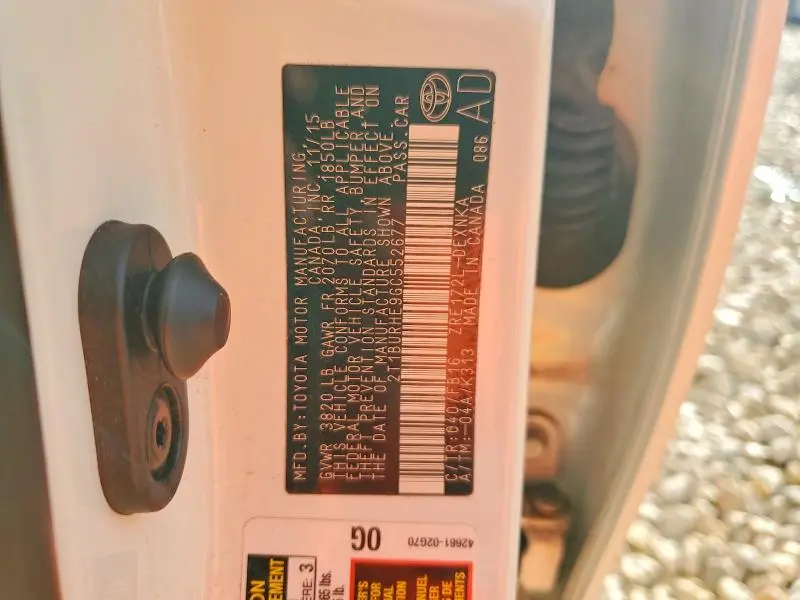 MFD.BY:TOYOTA MOTOR MANUFACTURING
CANADA, INC. 11/15
GVWR 3820LB GAWR FR 2070LB RR 1850LB
THIS VEHICLE CONFORMS TO ALL APPLICABLE
FEDERAL MOTOR VEHICLE SAFETY, BUMPER, AND
THEFT PREVENTION STANDARDS IN EFFECT ON
THE DATE OF MANUFACTURE SHOWN ABOVE.
2T1BURHE9GC552677 PASS.CAR
C/TR:040/FB16 ZRE172L-DEXNKA
A/TM:-04A/K313 MADE IN CANADA 086 AD
0G
42661-02G70